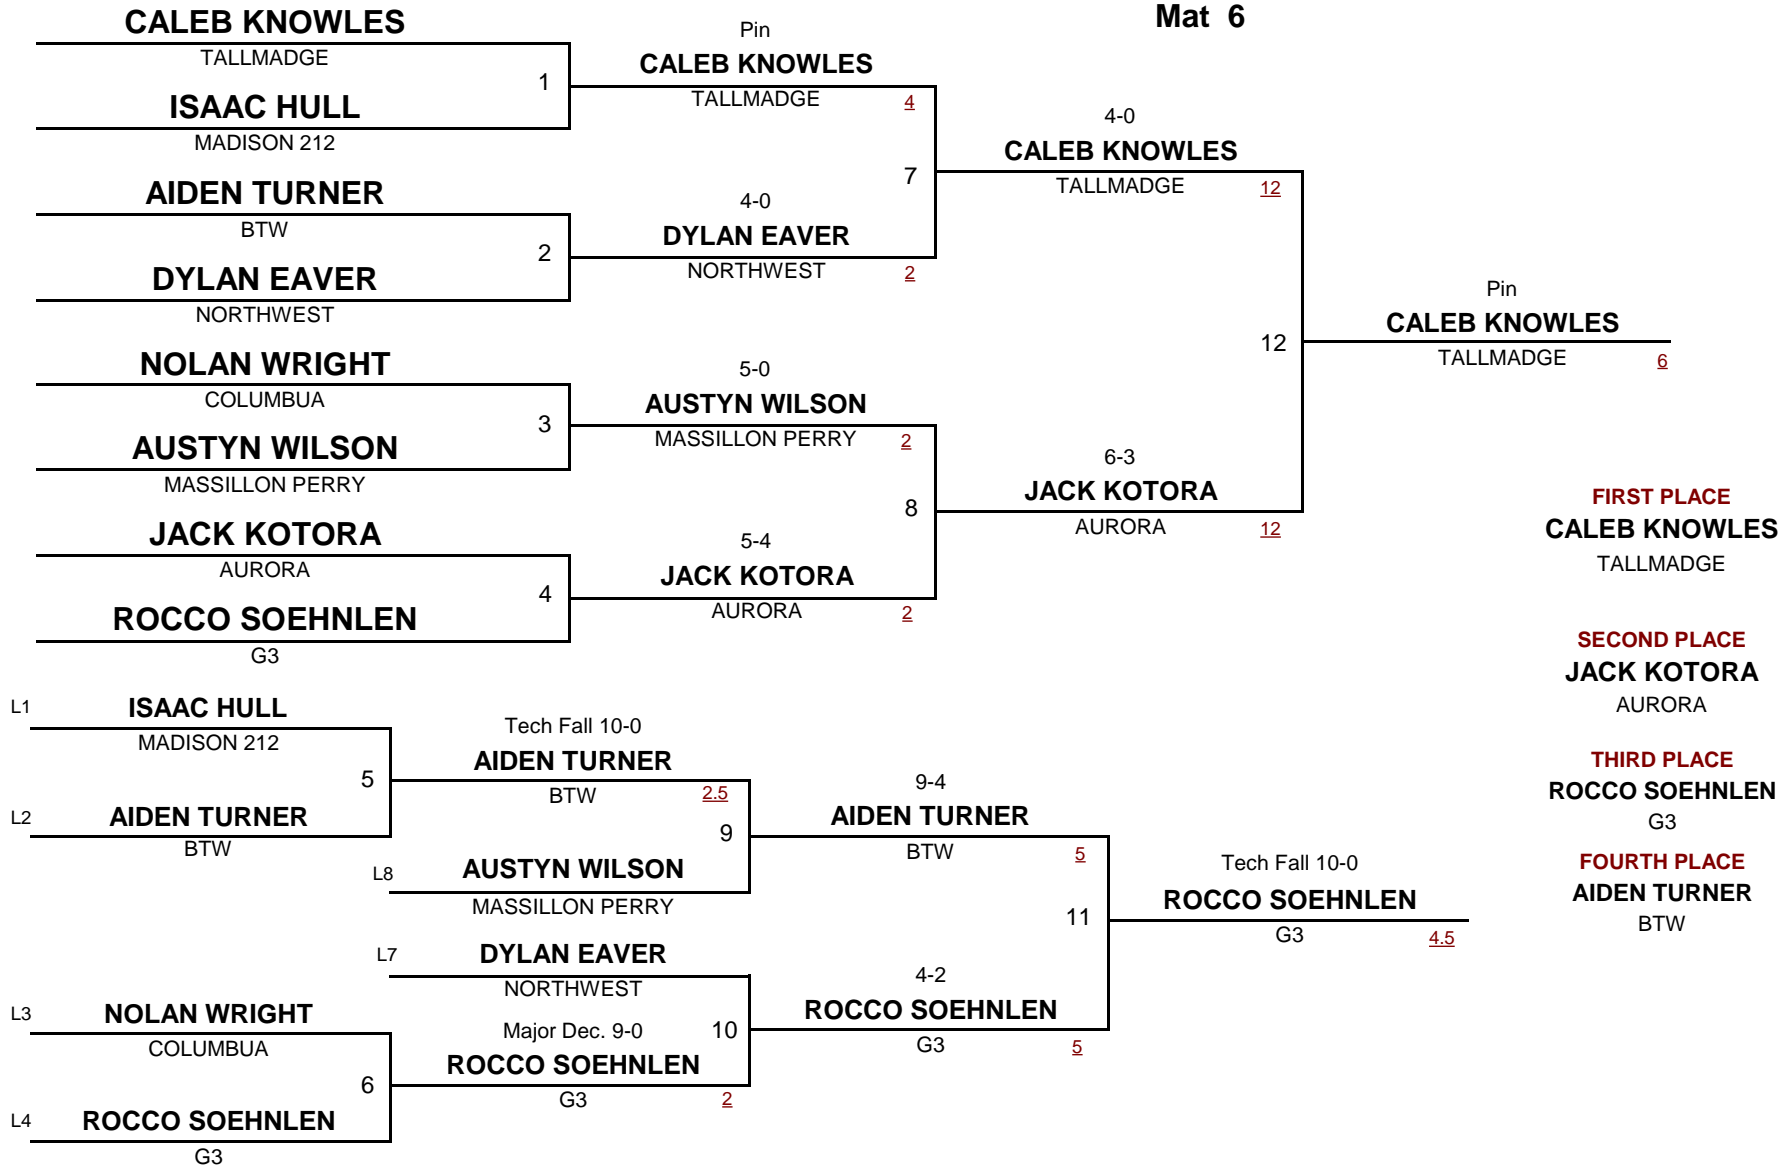 Mat 6
CALEB KNOWLES
TALLMADGE
1
ISAAC HULL
MADISON 212
AIDEN TURNER
BTW
2
DYLAN EAVER
NORTHWEST
NOLAN WRIGHT
COLUMBUA
3
AUSTYN WILSON
MASSILLON PERRY
JACK KOTORA
AURORA
4
ROCCO SOEHNLEN
G3
Pin
CALEB KNOWLES
TALLMADGE 4
7
4-0
DYLAN EAVER
NORTHWEST 2
5-0
AUSTYN WILSON
MASSILLON PERRY 2
8
5-4
JACK KOTORA
AURORA 2
4-0
CALEB KNOWLES
TALLMADGE 12
12
6-3
JACK KOTORA
AURORA 12
Pin
CALEB KNOWLES
TALLMADGE 6
L1 ISAAC HULL
MADISON 212
5
L2 AIDEN TURNER
BTW
L3 NOLAN WRIGHT
COLUMBUA
6
L4 ROCCO SOEHNLEN
G3
Tech Fall 10-0
AIDEN TURNER
BTW 2.5
9
L8 AUSTYN WILSON
MASSILLON PERRY
L7 DYLAN EAVER
NORTHWEST
10
Major Dec. 9-0
ROCCO SOEHNLEN
G3 2
9-4
AIDEN TURNER
BTW 5
11
4-2
ROCCO SOEHNLEN
G3 5
Tech Fall 10-0
ROCCO SOEHNLEN
G3 4.5
FIRST PLACE
CALEB KNOWLES
TALLMADGE
SECOND PLACE
JACK KOTORA
AURORA
THIRD PLACE
ROCCO SOEHNLEN
G3
FOURTH PLACE
AIDEN TURNER
BTW